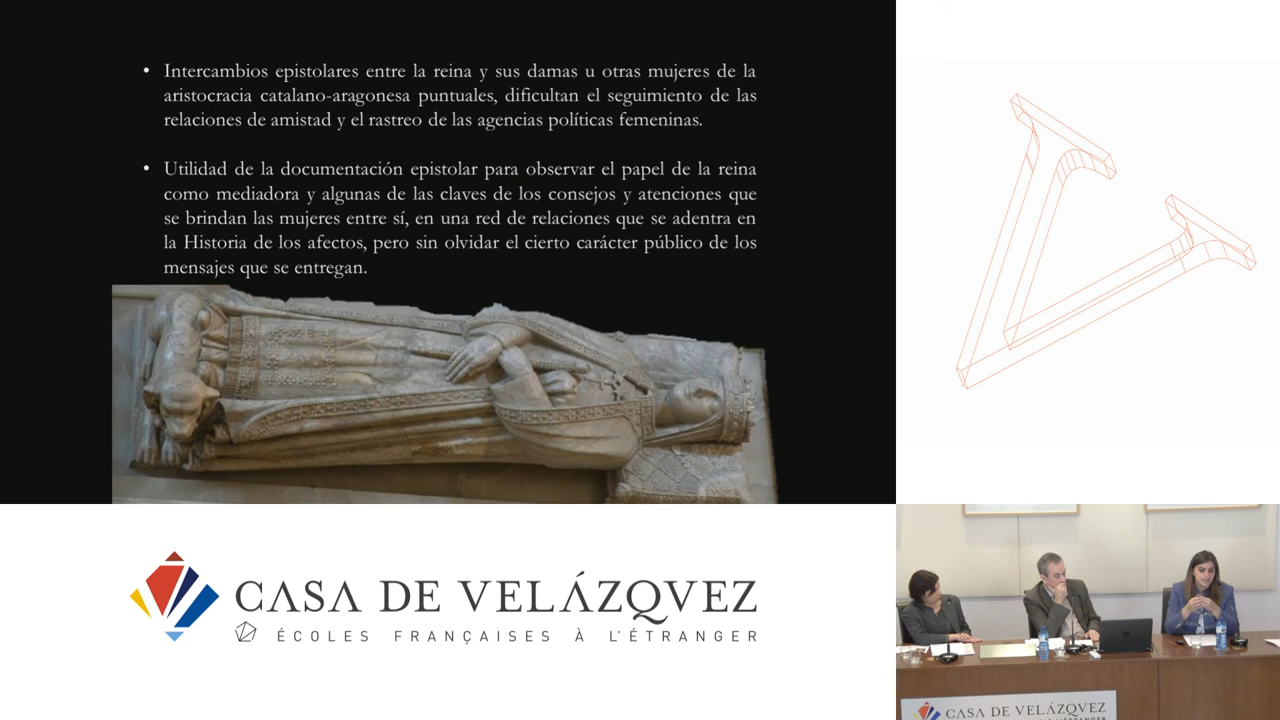 • Intercambios epistolares entre la reina y sus damas u otras mujeres de la
aristocracia catalano-aragonesa puntuales, dificultan el seguimiento de las
relaciones de amistad y el rastreo de las agencias políticas femeninas.
• Utilidad de la documentación epistolar para observar el papel de la reina
como mediadora y algunas de las claves de los consejos y atenciones que
se brindan las mujeres entre sí, en una red de relaciones que se adentra en
la Historia de los afectos, pero sin olvidar el cierto carácter público de los
mensajes que se entregan.
CASA DE VELÁZQVEZ
ÉCOLES FRANÇAISES À L'ÉTRANGER
CASA DE VELÁZQVEZ